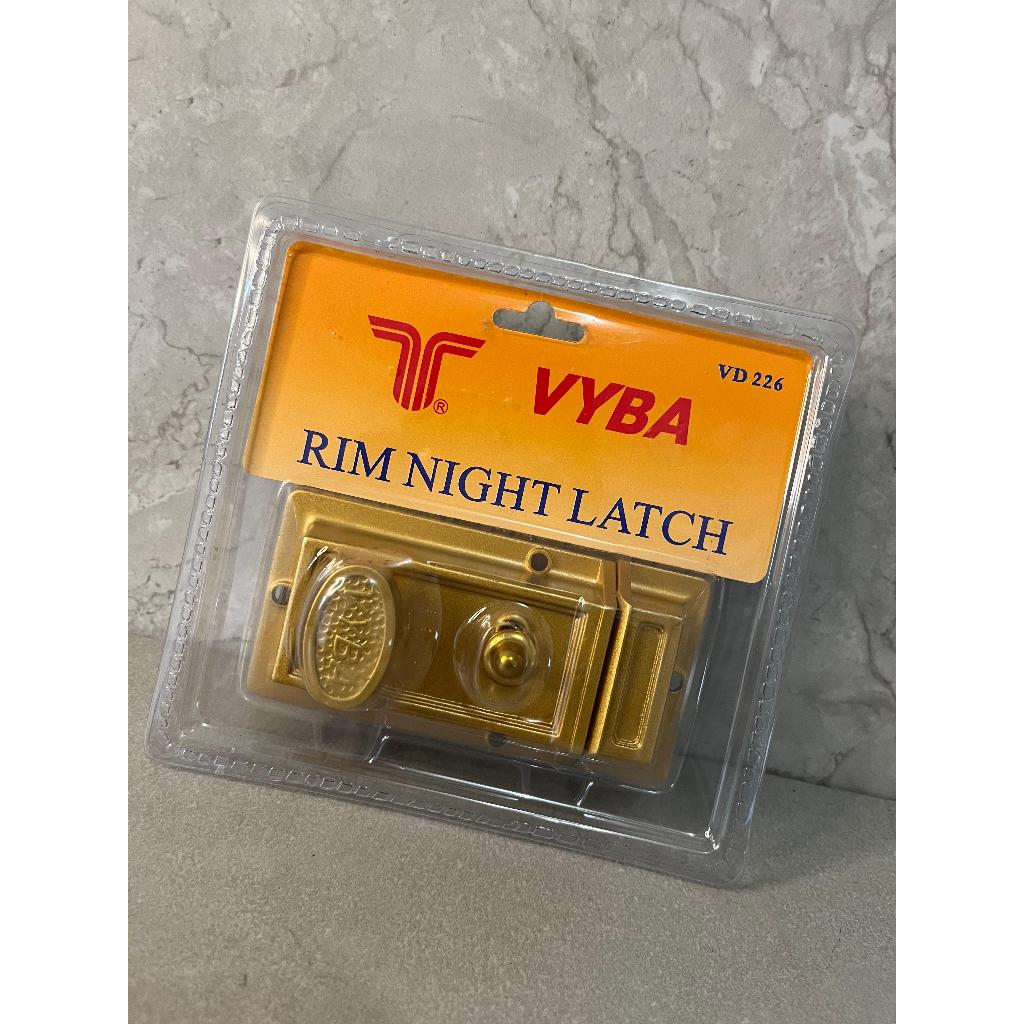 VYBA
VD 226
®
RIM NIGHT LATCH